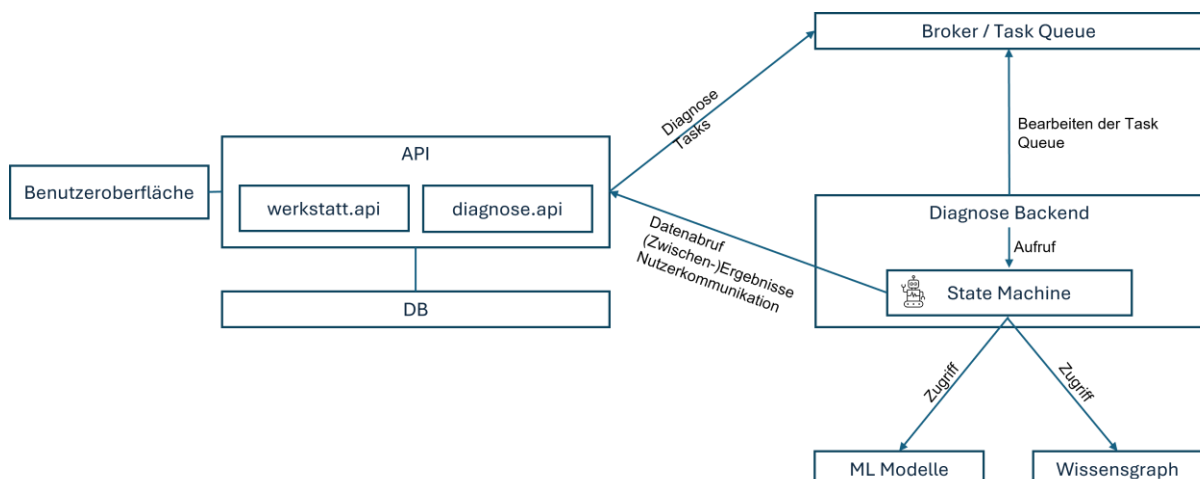 Broker / Task Queue
Diagnose
Tasks
Bearbeiten der Task
Queue
API
Benutzeroberfläche
werkstatt.api
diagnose.api
Diagnose Backend
Datenabruf
(Zwischen-)Ergebnisse
Nutzerkommunikation
Aufruf
State Machine
DB
Zugriff
Zugriff
ML Modelle
Wissensgraph